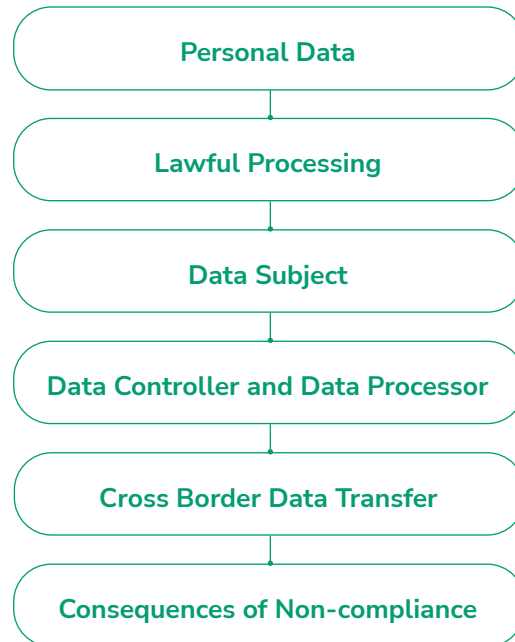 Personal Data
Lawful Processing
Data Subject
Data Controller and Data Processor
Cross Border Data Transfer
Consequences of Non-compliance